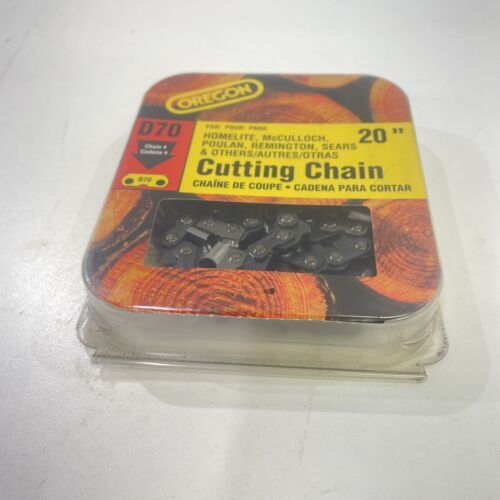 OREGON
D70
Chain #
Cadena #
D70
FOR: POUR: PARA:
HOMELITE, McCULLOCH,
POULAN, REMINGTON, SEARS
& OTHERS/AUTRES/OTRAS
20"
Cutting Chain
CHAÎNE DE COUPE • CADENA PARA CORTAR